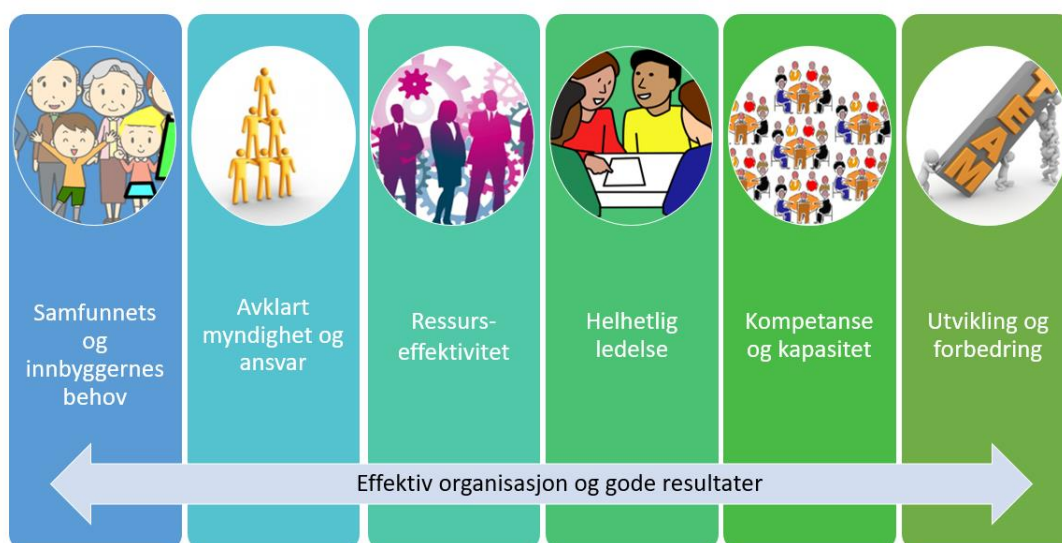 TEAM
Samfunnets
og
innbyggernes
behov
Avklart
myndighet og
ansvar
Ressurs-
effektivitet
Helhetlig
ledelse
Kompetanse
og kapasitet
Utvikling og
forbedring
Effektiv organisasjon og gode resultater